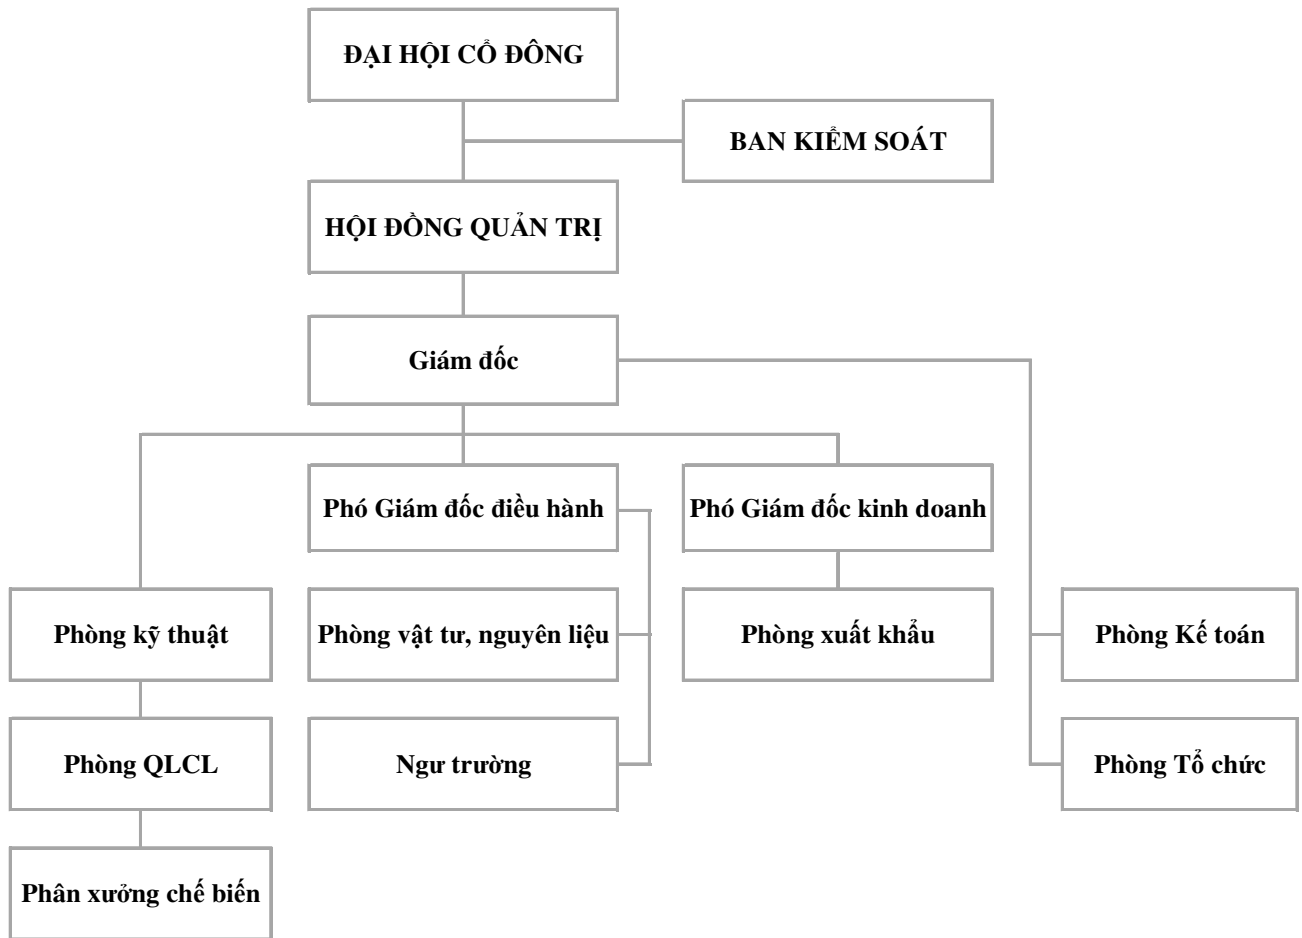 ĐẠI HỘI CỔ ĐÔNG
BAN KIỂM SOÁT
HỘI ĐỒNG QUẢN TRỊ
Giám đốc
Phó Giám đốc điều hành
Phó Giám đốc kinh doanh
Phòng kỹ thuật
Phòng vật tư, nguyên liệu
Phòng xuất khẩu
Phòng Kế toán
Phòng QLCL
Ngư trường
Phòng Tổ chức
Phân xưởng chế biến